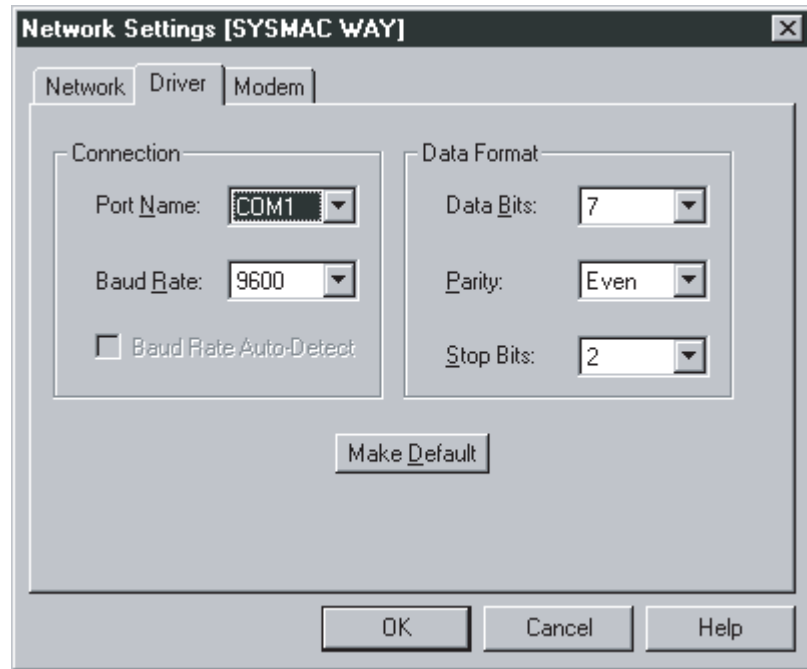 Network Settings [SYSMAC WAY]
Network Driver Modem
Connection
Port Name: COM1
Baud Rate: 9600
Baud Rate Auto-Detect
Data Format
Data Bits: 7
Parity: Even
Stop Bits: 2
Make Default
OK Cancel Help